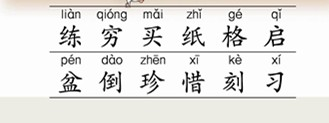 liàn qióng mǎi zhǐ gé qǐ
练 穷 买 纸 格 启
pén dào zhēn xī kè xí
盆 倒 珍 惜 刻 习